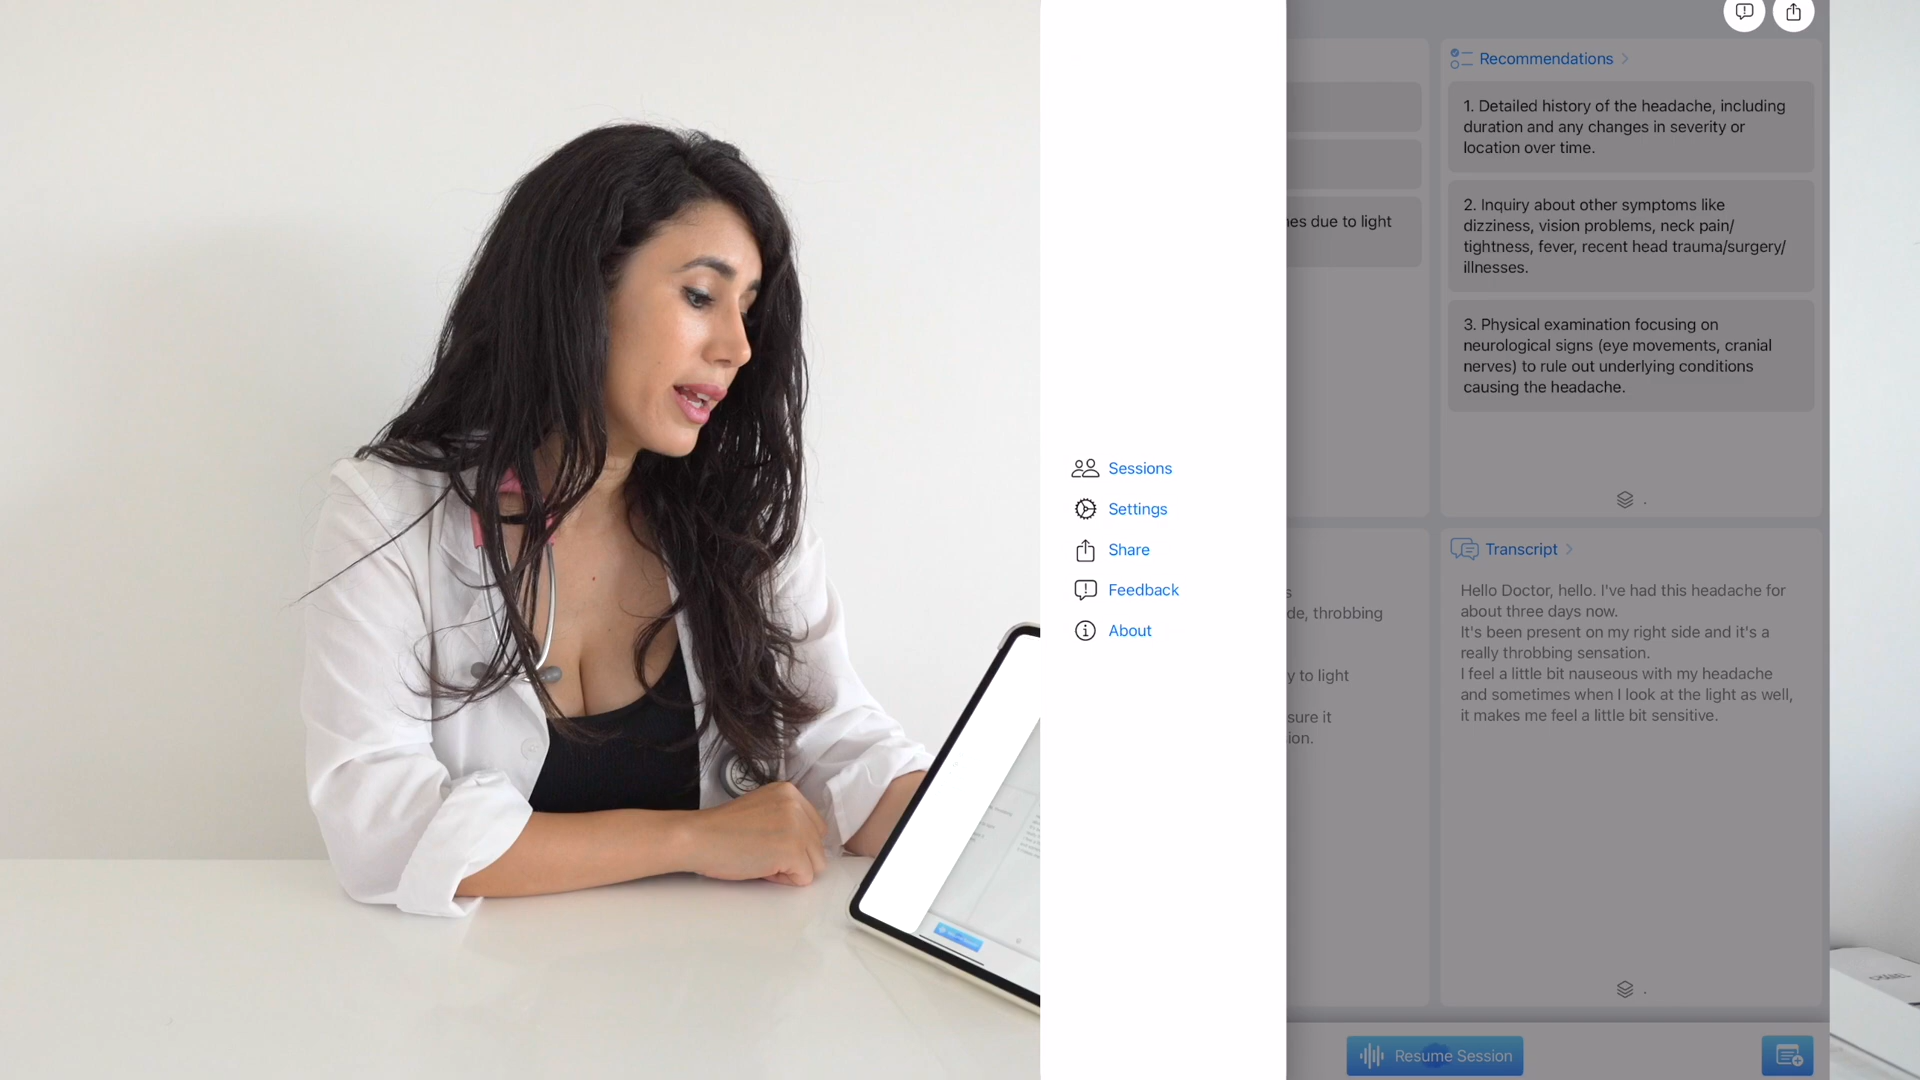 Sessions
Settings
Share
Feedback
About
es due to light
Recommendations
1. Detailed history of the headache, including
duration and any changes in severity or
location over time.
2. Inquiry about other symptoms like
dizziness, vision problems, neck pain/
tightness, fever, recent head trauma/surgery/
illnesses.
3. Physical examination focusing on
neurological signs (eye movements, cranial
nerves) to rule out underlying conditions
causing the headache.
s
de, throbbing
y to light
sure it
ion.
Transcript
Hello Doctor, hello. I've had this headache for
about three days now.
It's been present on my right side and it's a
really throbbing sensation.
I feel a little bit nauseous with my headache
and sometimes when I look at the light as well,
it makes me feel a little bit sensitive.
Resume Session
CHANEL